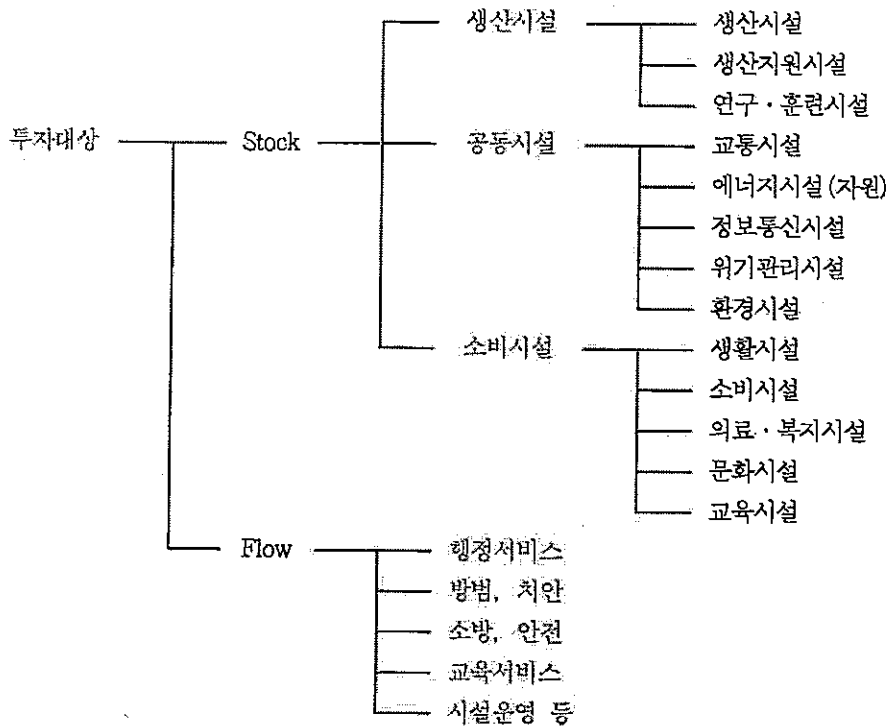 생산시설 생산시설
생산지원시설
연구·훈련시설
투자대상 Stock 공동시설 교통시설
에너지시설(자원)
정보통신시설
위기관리시설
환경시설
소비시설 생활시설
소비시설
의료·복지시설
문화시설
교육시설
Flow 행정서비스
방범, 치안
소방, 안전
교육서비스
시설운영 등